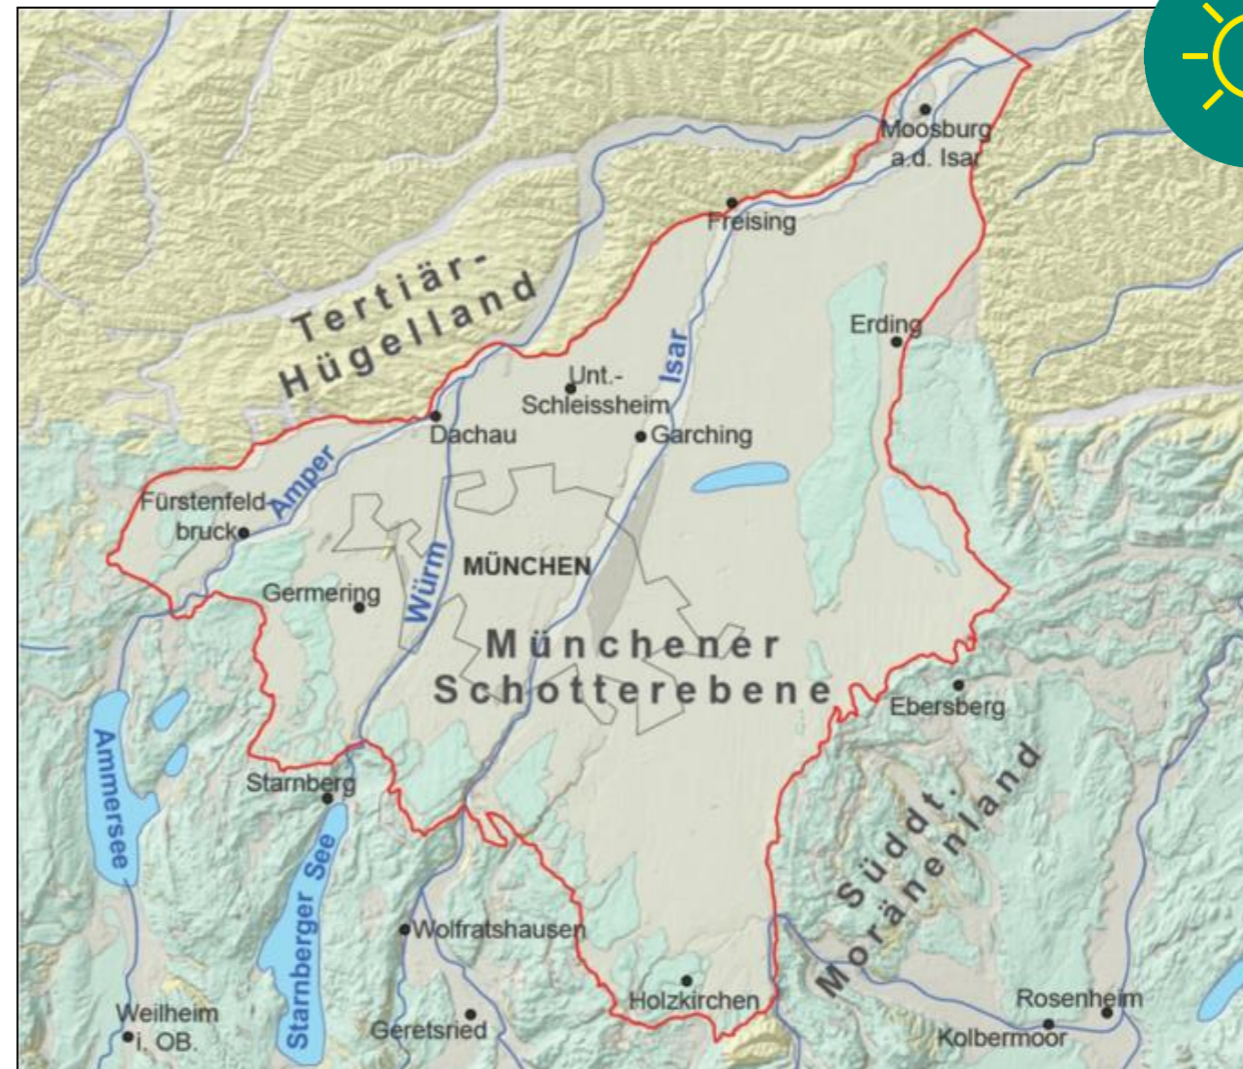 Moosburg
a.d. Isar
Freising
Tertiär-
Hügelland
Erding
Isar
Unt.-
Schleissheim
Dachau
Garching
Amper
Fürstenfeld-
bruck
Würm
MÜNCHEN
Germering
Münchener
Schotterebene
Ebersberg
Ammersee
Starnberg
Starnberger See
Südd.
Moränenland
Wolfratshausen
Holzkirchen
Weilheim
i. OB.
Geretsried
Rosenheim
Kolbermoor